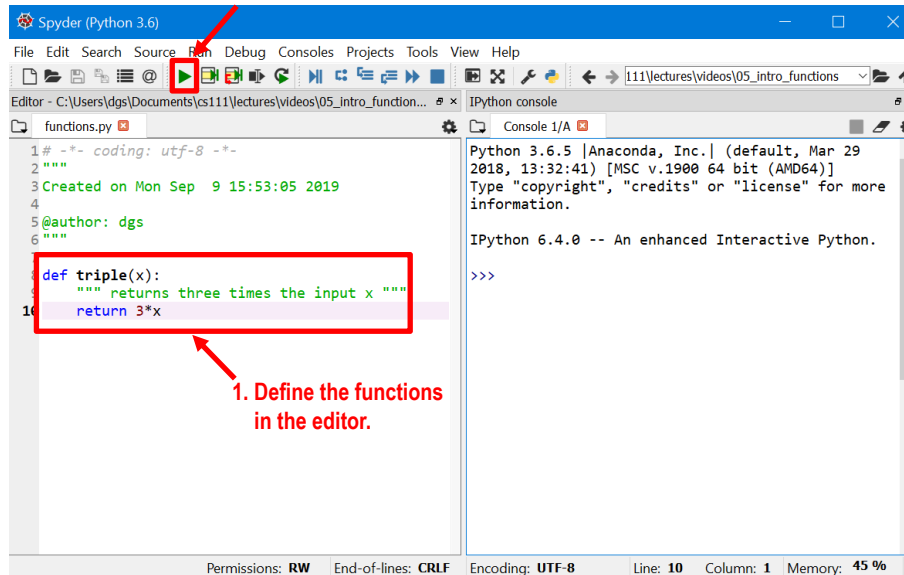 Spyder (Python 3.6)
File Edit Search Source Run Debug Consoles Projects Tools View Help
111\lectures\videos\05_intro_functions
Editor - C:\Users\dgs\Documents\cs111\lectures\videos\05_intro_function...
IPython console
functions.py
Console 1/A
1 # -*- coding: utf-8 -*-
2 """
3 Created on Mon Sep  9 15:53:05 2019
4
5 @author: dgs
6 """
7
8 def triple(x):
9     """ returns three times the input x """
10     return 3*x
1. Define the functions
in the editor.
Python 3.6.5 |Anaconda, Inc.| (default, Mar 29
2018, 13:32:41) [MSC v.1900 64 bit (AMD64)]
Type "copyright", "credits" or "license" for more
information.
IPython 6.4.0 -- An enhanced Interactive Python.
>>>
Permissions: RW End-of-lines: CRLF Encoding: UTF-8 Line: 10 Column: 1 Memory: 45 %